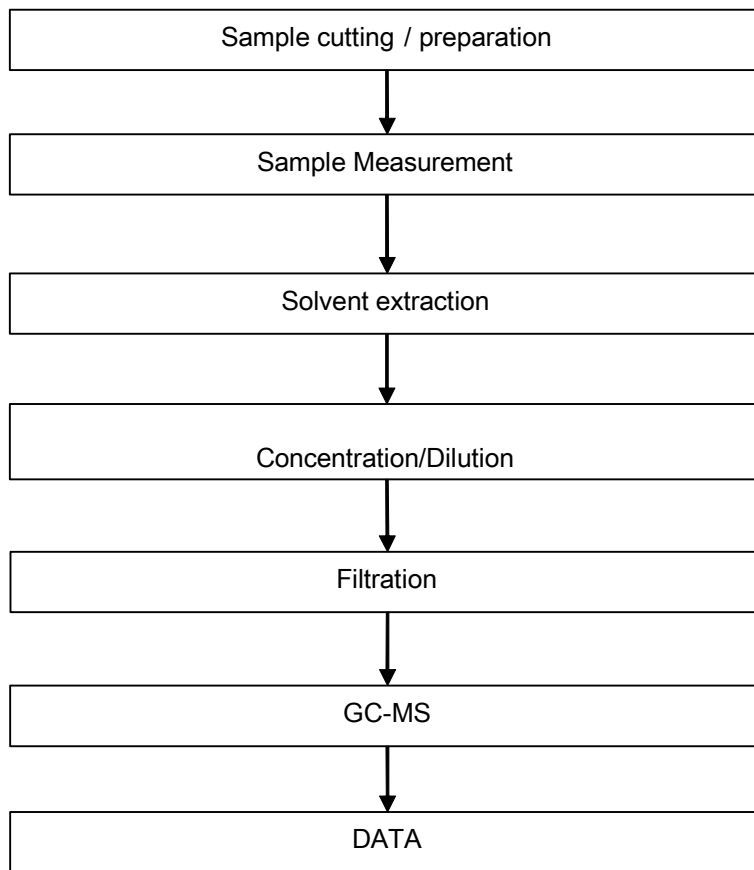 Sample cutting / preparation
Sample Measurement
Solvent extraction
Concentration/Dilution
Filtration
GC-MS
DATA